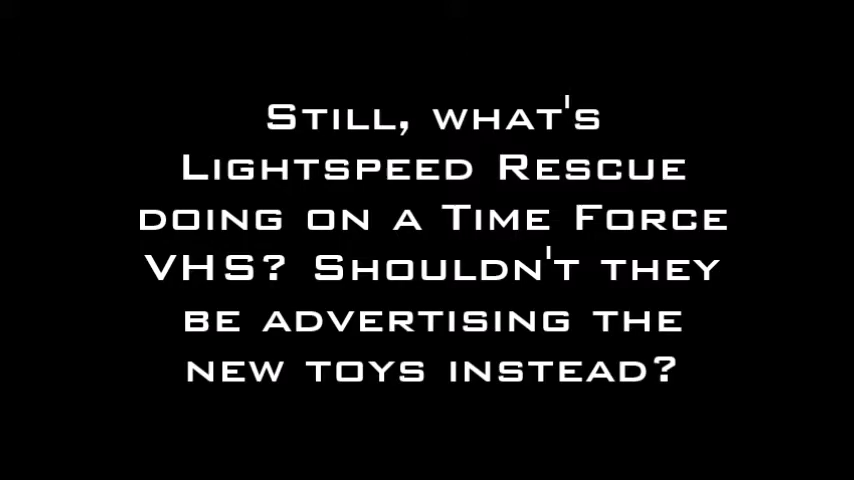 Still, what's
Lightspeed Rescue
doing on a Time Force
VHS? Shouldn't they
be advertising the
new toys instead?